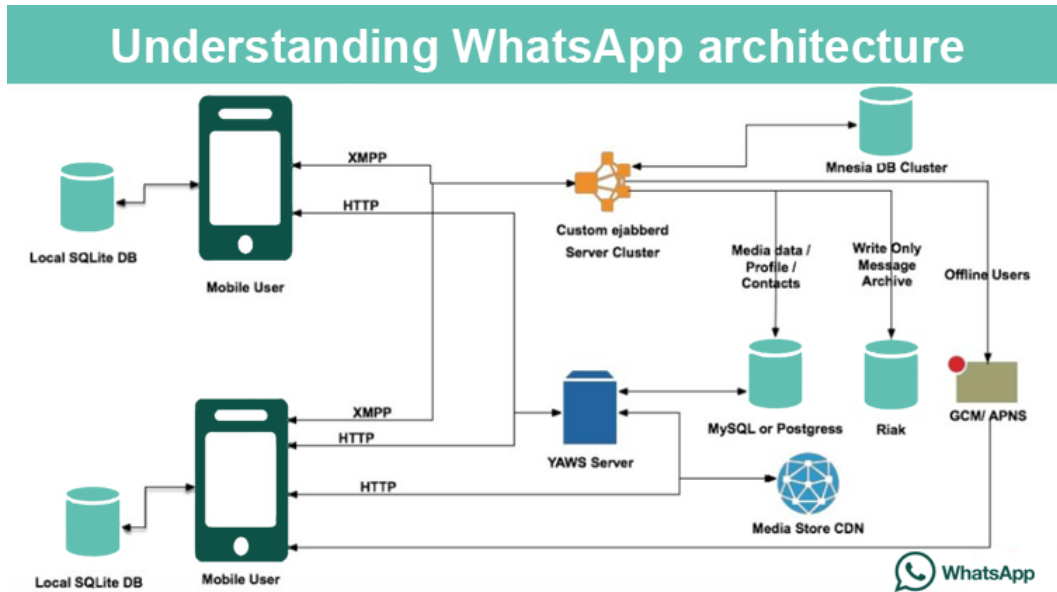 Understanding WhatsApp architecture
XMPP
HTTP
Local SQLite DB
Mobile User
Mnesia DB Cluster
Custom ejabberd
Server Cluster
Media data /
Profile /
Contacts
Write Only
Message
Archive
Offline Users
XMPP
HTTP
HTTP
YAWS Server
MySQL or Postgress
Riak
GCM/ APNS
Media Store CDN
Local SQLite DB
Mobile User
WhatsApp